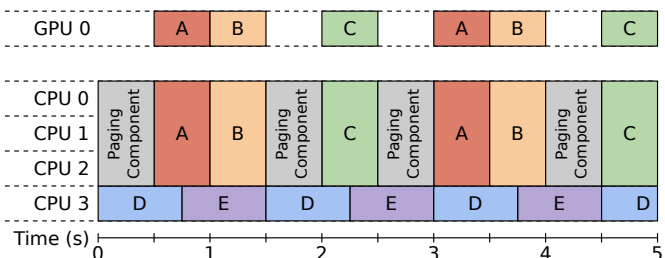 GPU 0 A B C A B C
CPU 0
CPU 1
CPU 2
Paging
Component
A
B
Paging
Component
C
Paging
Component
A
B
Paging
Component
C
CPU 3 D E D E D E D
Time (s)
0 1 2 3 4 5